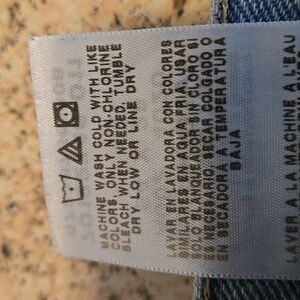 MACHINE WASH COLD WITH LIKE
COLORS. ONLY NON-CHLORINE
BLEACH WHEN NEEDED. TUMBLE
DRY LOW OR LINE DRY
LAVAR EN LAVADORA CON COLORES
SIMILARES EN AGUA FRIA. USAR
SOLO BLANQUEADOR SIN CLORO SI
ES NECESARIO. SECAR COLGADO O
EN SECADORA A TEMPERATURA
BAJA
LAVER A LA MACHINE A L'EAU